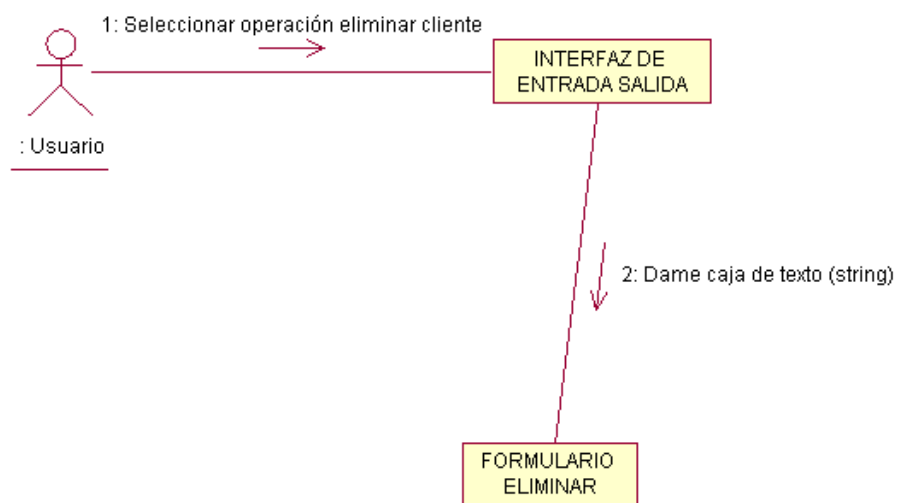 1: Seleccionar operación eliminar cliente
INTERFAZ DE
ENTRADA SALIDA
: Usuario
2: Dame caja de texto (string)
FORMULARIO
ELIMINAR